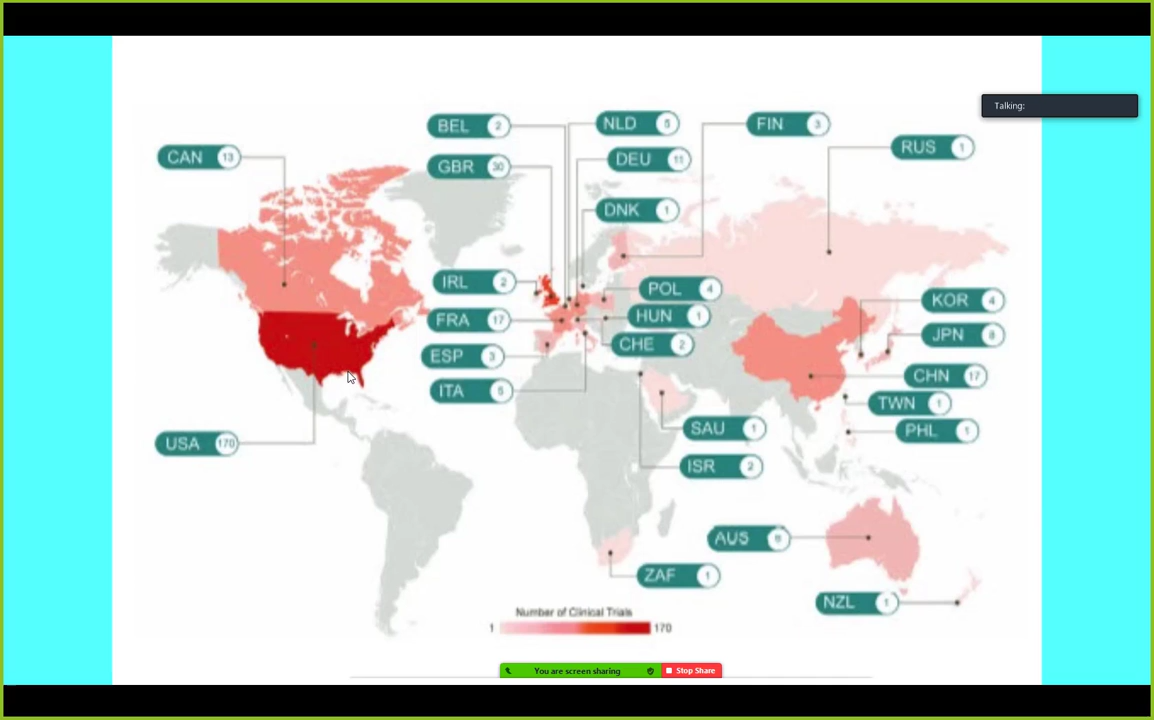 BEL 2
NLD 5
FIN 3
Talking:
RUS 1
CAN 13
GBR 30
DEU 11
DNK 1
IRL 2
POL 4
KOR 4
FRA 17
HUN 1
JPN 8
ESP 3
CHE 2
CHN 17
ITA 5
TWN 1
SAU 1
PHL 1
USA 170
ISR 2
AUS
ZAF 1
NZL 1
Number of Clinical Trials
1 170
You are screen sharing Stop Share